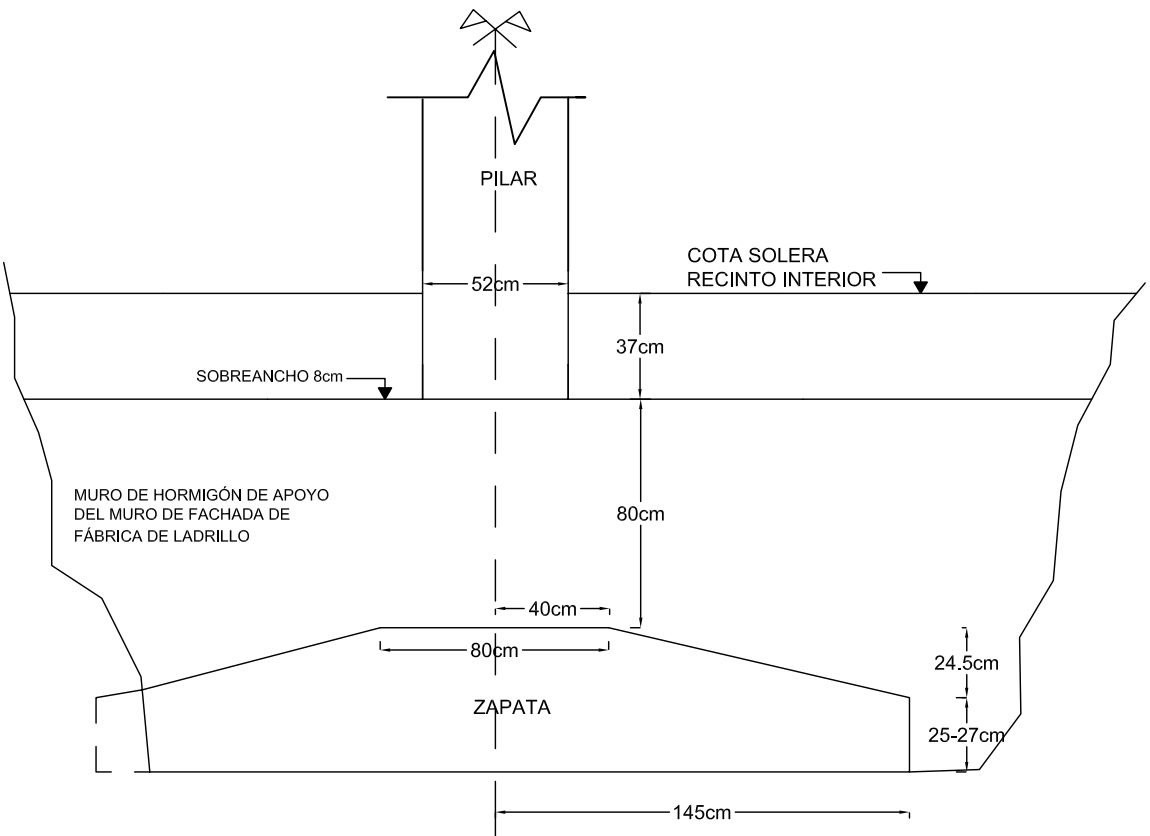 PILAR
COTA SOLERA
RECINTO INTERIOR
52cm
37cm
SOBREANCHO 8cm
MURO DE HORMIGÓN DE APOYO
DEL MURO DE FACHADA DE
FÁBRICA DE LADRILLO
80cm
40cm
80cm
24.5cm
ZAPATA
25-27cm
145cm